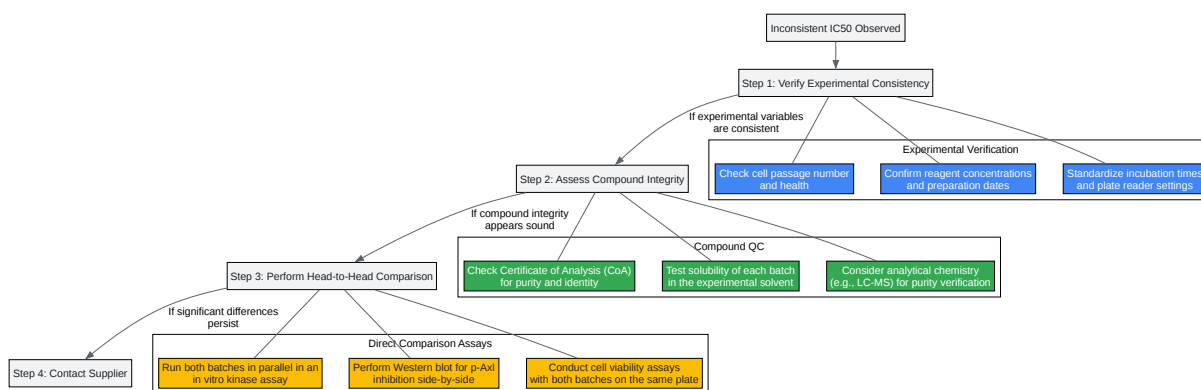 Inconsistent IC50 Observed
Step 1: Verify Experimental Consistency
If experimental variables
are consistent
Experimental Verification
Check cell passage number
and health
Confirm reagent concentrations
and preparation dates
Standardize incubation times
and plate reader settings
Step 2: Assess Compound Integrity
If compound integrity
appears sound
Compound QC
Check Certificate of Analysis (CoA)
for purity and identity
Test solubility of each batch
in the experimental solvent
Consider analytical chemistry
(e.g., LC-MS) for purity verification
Step 3: Perform Head-to-Head Comparison
If significant differences
persist
Direct Comparison Assays
Run both batches in parallel in an
in vitro kinase assay
Perform Western blot for p-Axl
inhibition side-by-side
Conduct cell viability assays
with both batches on the same plate
Step 4: Contact Supplier